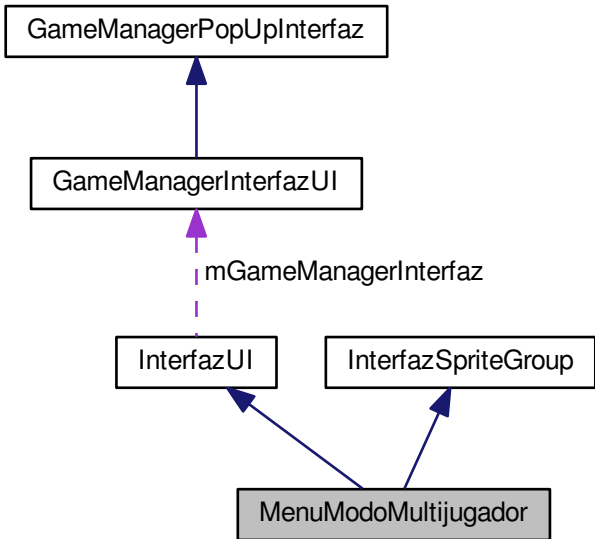 GameManagerPopUpInterfaz
GameManagerInterfazUI
mGameManagerInterfaz
InterfazUI
InterfazSpriteGroup
MenuModoMultijugador